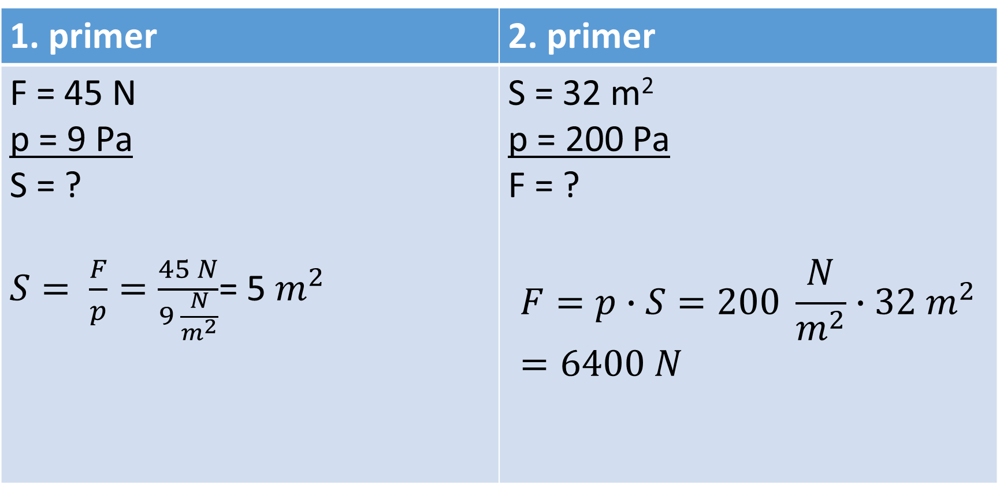 1. primer
F = 45 N
p = 9 Pa
S = ?
S = F/p = 45 N / 9 N/m² = 5 m²
2. primer
S = 32 m²
p = 200 Pa
F = ?
F = p · S = 200 N/m² · 32 m²
= 6400 N